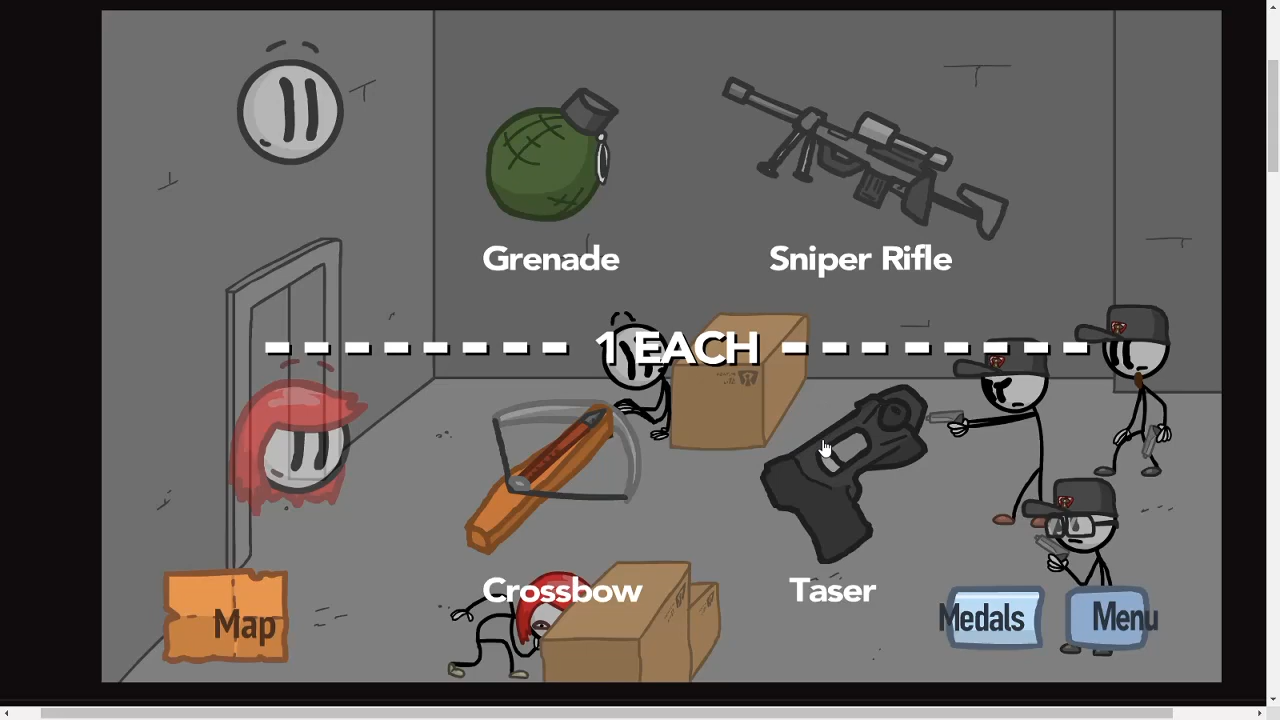 Grenade
Sniper Rifle
1 EACH
Crossbow
Taser
Map
Medals
Menu